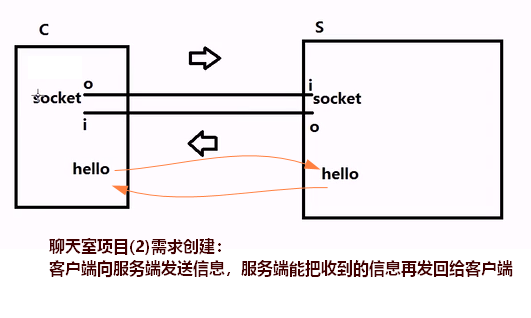 C
S
o
i
socket
socket
i
o
hello
hello
聊天室项目(2)需求创建：
客户端向服务端发送信息，服务端能把收到的信息再发回给客户端